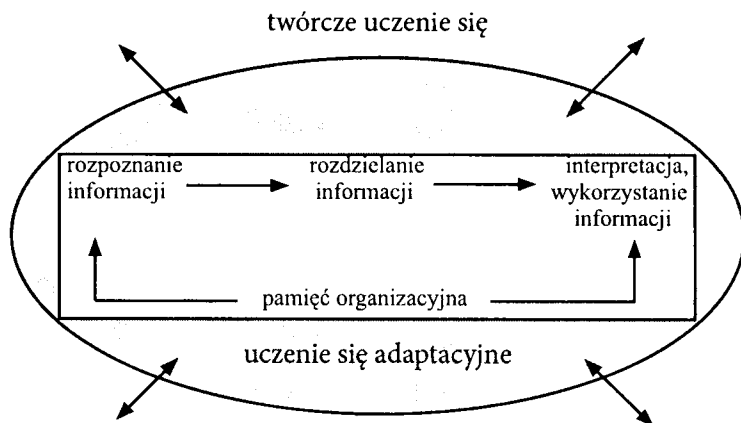 twórcze uczenie się
rozpoznanie
informacji
rozdzielanie
informacji
interpretacja,
wykorzystanie
informacji
pamięć organizacyjna
uczenie się adaptacyjne